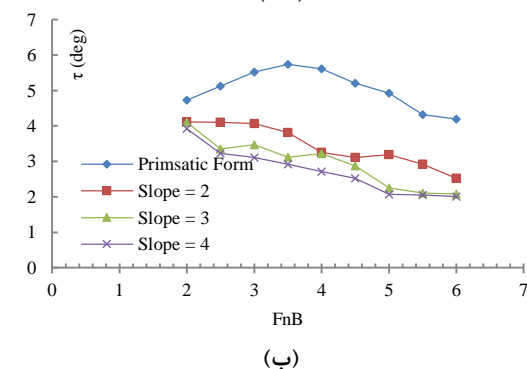 7
6
5
4
3
2
1
0
τ (deg)
Primsatic Form
Slope = 2
Slope = 3
Slope = 4
0 1 2 3 4 5 6 7
FnB
(ب)